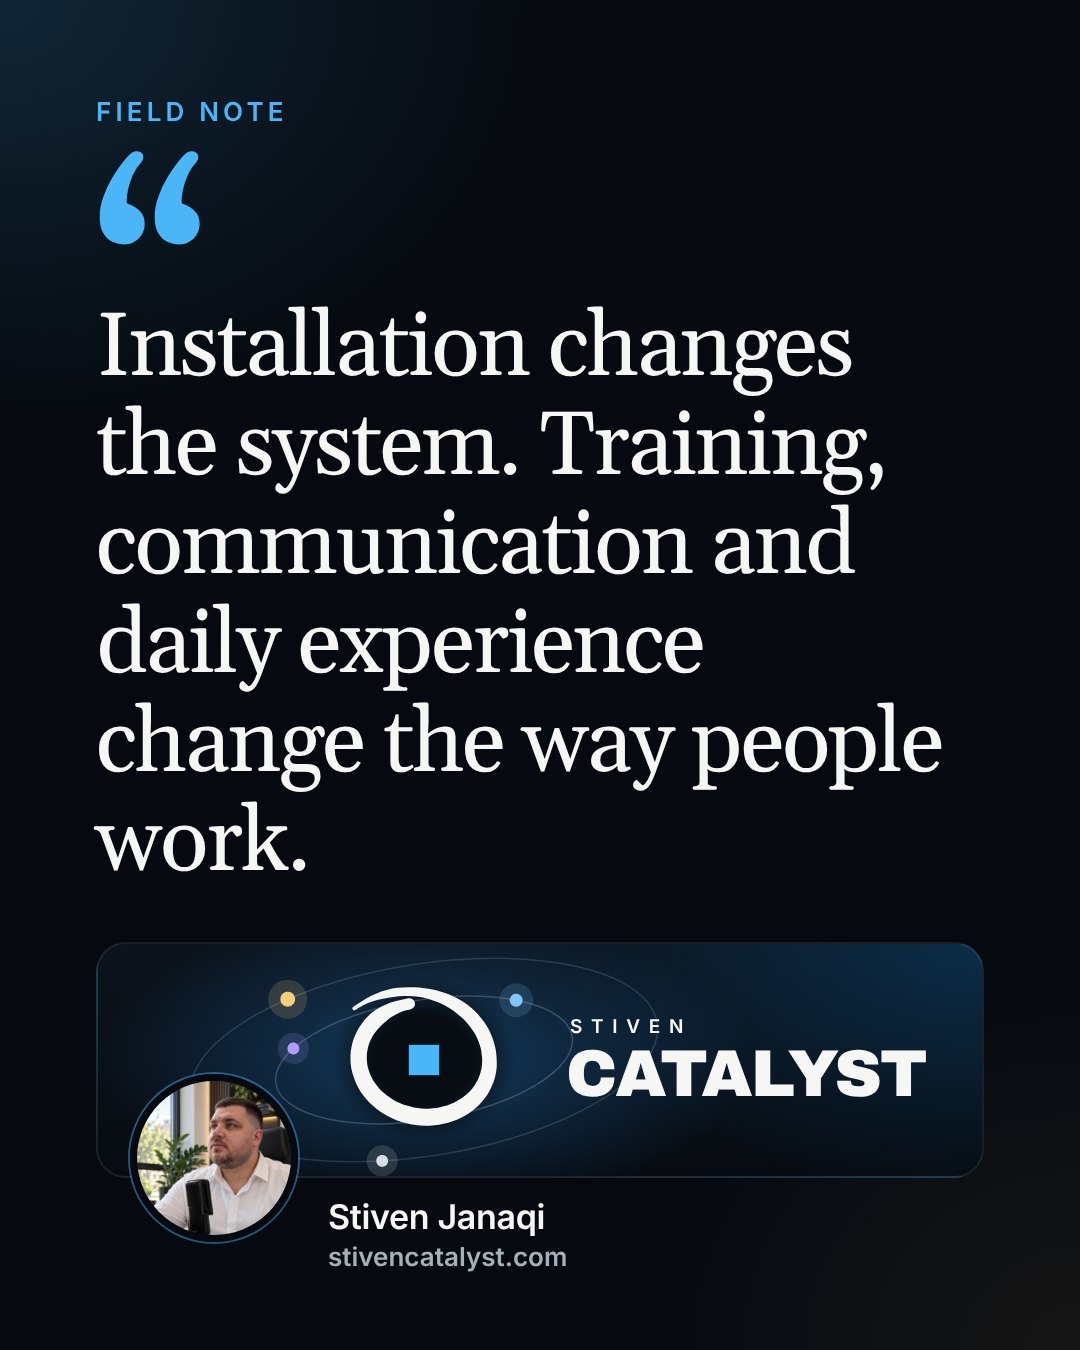 FIELD NOTE
“
Installation changes
the system. Training,
communication and
daily experience
change the way people
work.
STIVEN
CATALYST
Stiven Janaqi
stivencatalyst.com